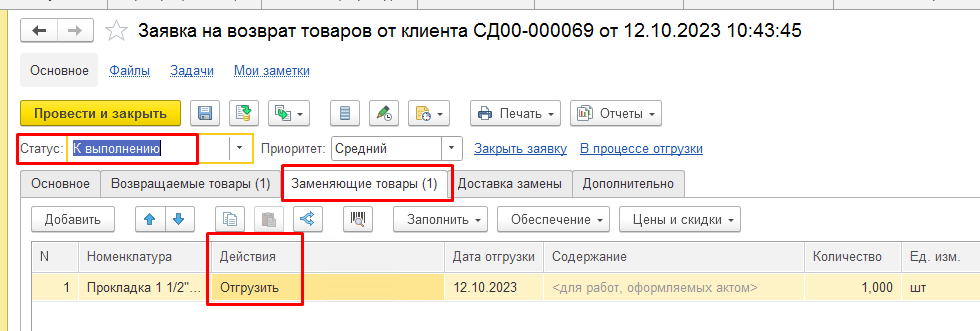 Заявка на возврат товаров от клиента СД00-000069 от 12.10.2023 10:43:45
Основное Файлы Задачи Мои заметки
Провести и закрыть Печать Отчеты
Статус: К выполнению Приоритет: Средний Закрыть заявку В процессе отгрузки
Основное Возвращаемые товары (1) Заменяющие товары (1) Доставка замены Дополнительно
Добавить Заполнить Обеспечение Цены и скидки
N Номенклатура Действия Дата отгрузки Содержание Количество Ед. изм.
1 Прокладка 1 1/2"... Отгрузить 12.10.2023 <для работ, оформляемых актом> 1,000 шт